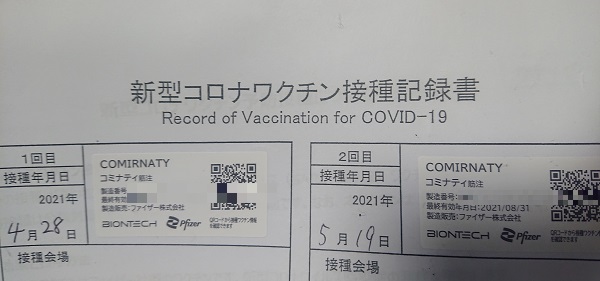 新型コロナワクチン接種記録書
Record of Vaccination for COVID-19
1回目
接種年月日
2021年
4月28日
接種会場
COMIRNATY
コミナティ筋注
製造番号
最終有効
製造販売:ファイザー株式会社
BIONTECH Pfizer
2回目
接種年月日
2021年
5月19日
接種会場
COMIRNATY
コミナティ筋注
製造番号
最終有効年月日:2021/08/31
製造販売:ファイザー株式会社
BIONTECH Pfizer